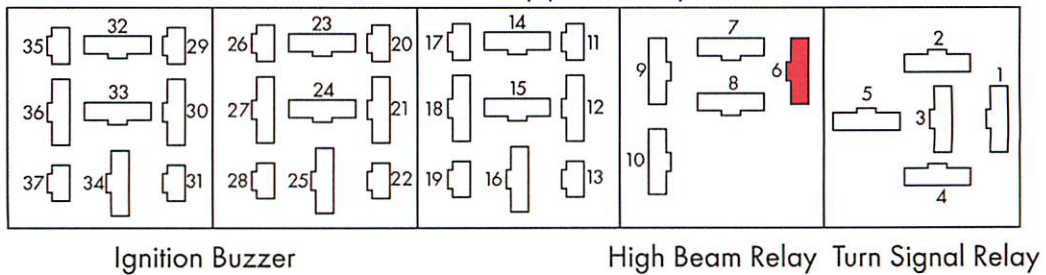 35 32 29 26 23 20 17 14 11 9 7 6 2 1
36 33 30 27 24 21 18 15 12 8 5 3
37 34 31 28 25 22 19 16 13 10 4
Ignition Buzzer High Beam Relay Turn Signal Relay